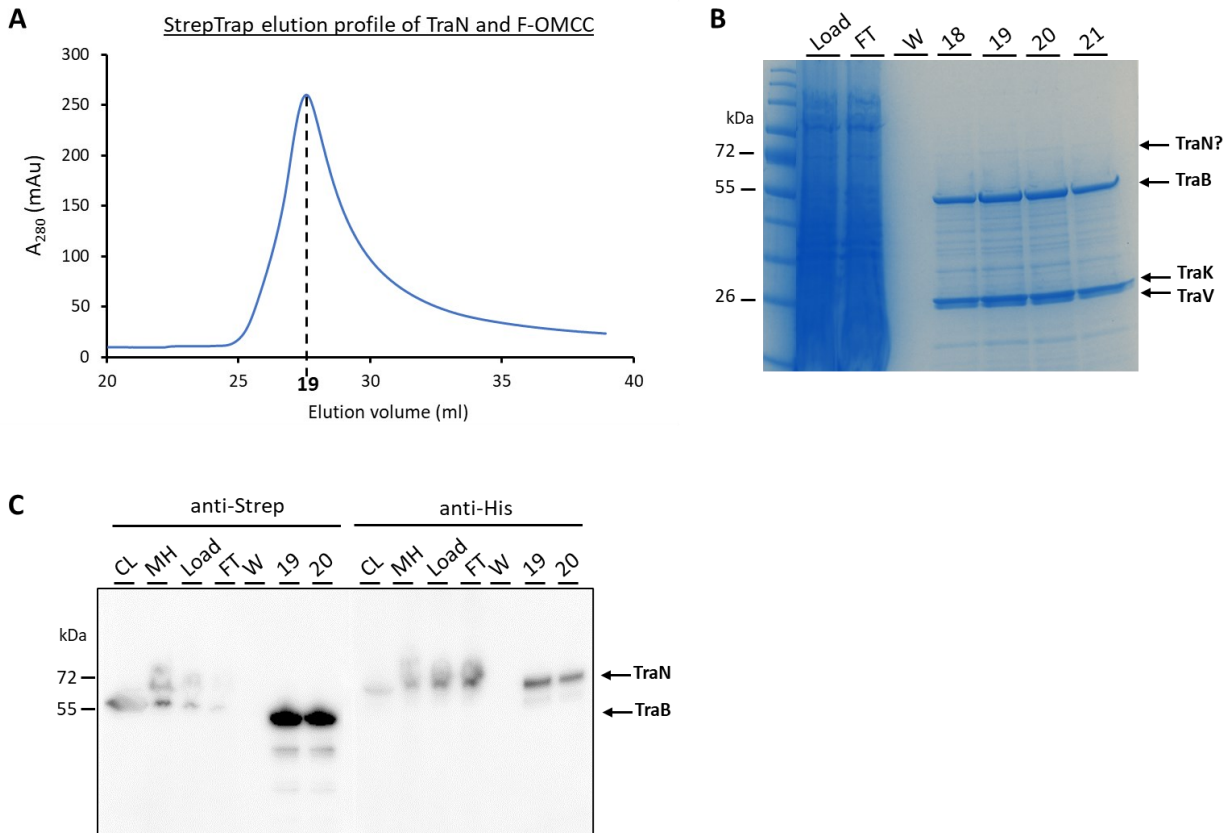 A
StrepTrap elution profile of TraN and F-OMCC
300
250
200
150
100
50
0
A280 (mAu)
20
25
30
35
40
19
Elution volume (ml)
B
Load FT W 18 19 20 21
kDa
72
55
26
TraN?
TraB
TraK
TraV
C
anti-Strep
anti-His
CL MH Load FT W 19 20 CL MH Load FT W 19 20
kDa
72
55
TraN
TraB